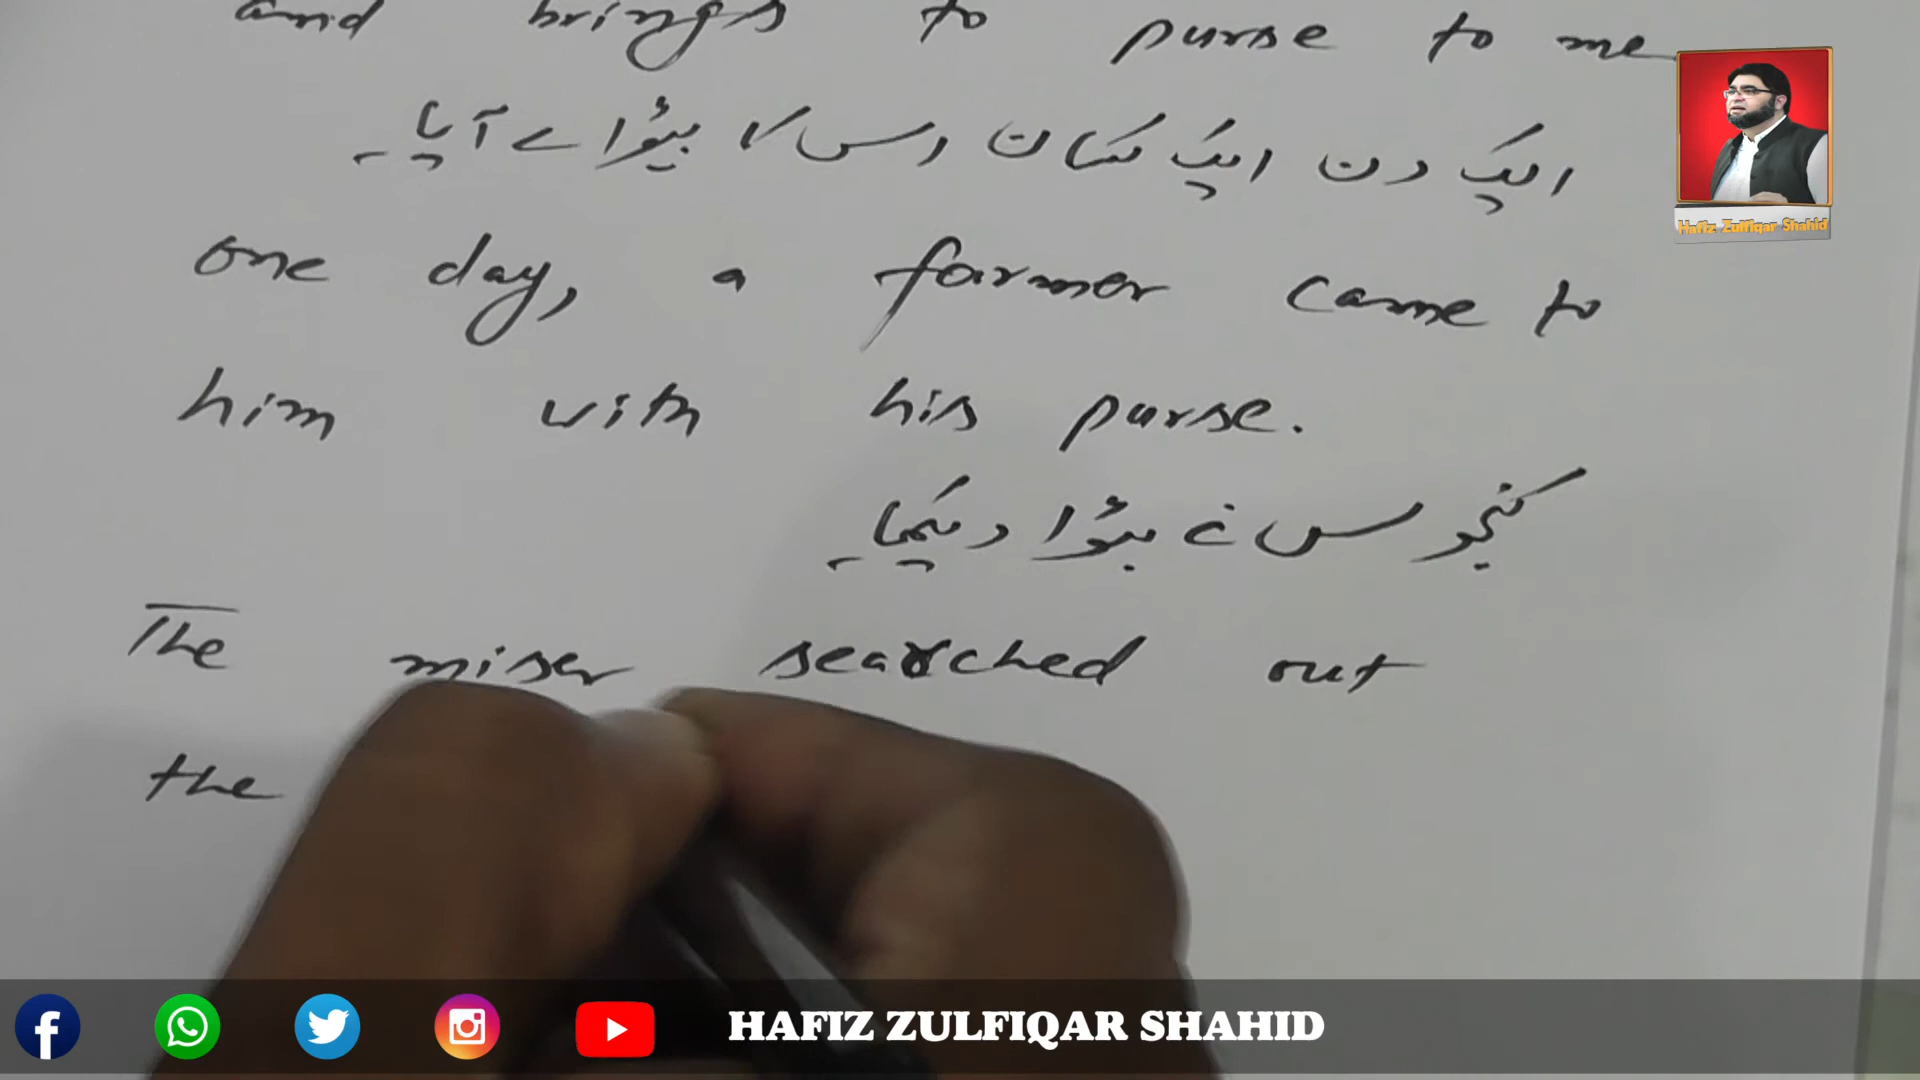 and brings to purse to me
ایک دن ایک کسان اس کا بیٹوا لے آیا۔
one day, a farmer came to
him with his purse.
کنجوس نے بٹوا دیکھا۔
The miser searched out
the
Hafiz Zulfiqar Shahid
HAFIZ ZULFIQAR SHAHID